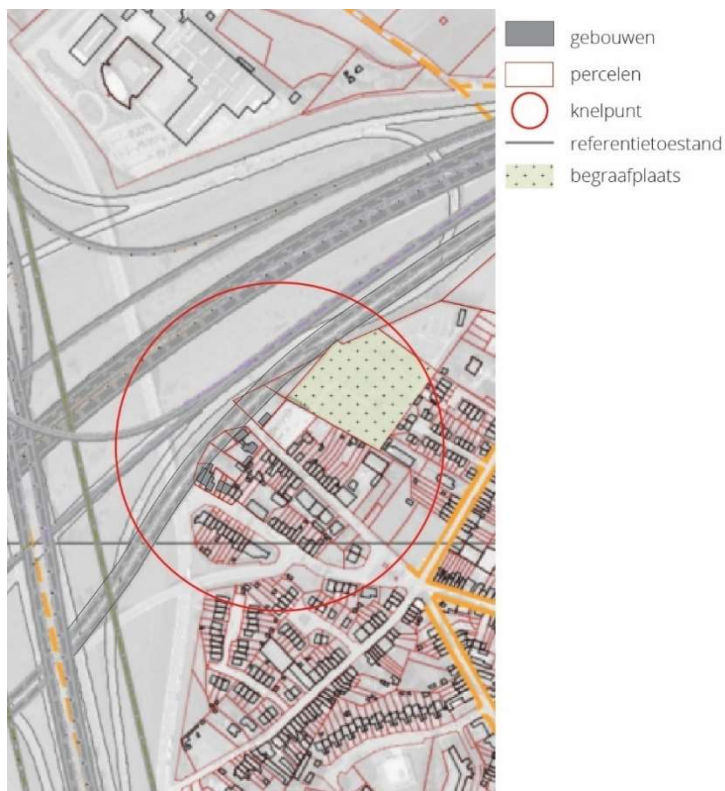 gebouwen
percelen
knelpunt
referentietoestand
begraafplaats